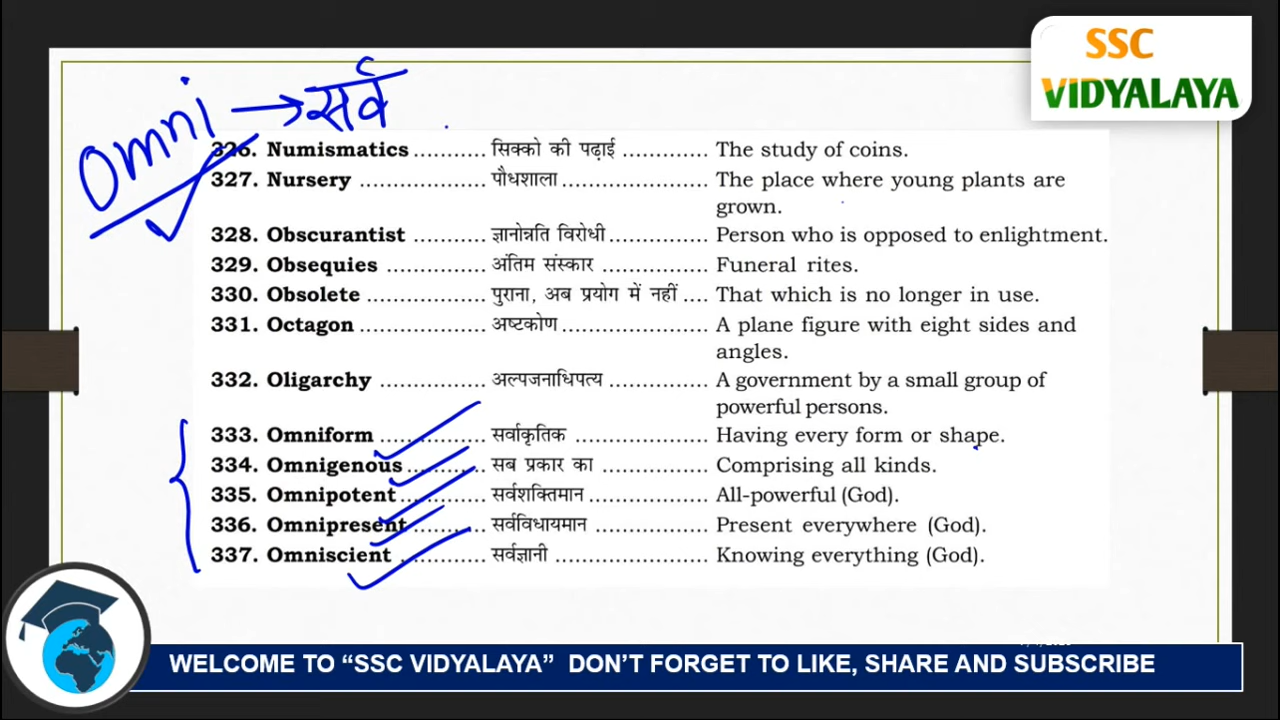 SSC
VIDYALAYA
Omni → सर्व
326. Numismatics ........... सिक्को की पढ़ाई ............. The study of coins.
327. Nursery ................... पौधशाला ...................... The place where young plants are
grown.
328. Obscurantist .......... ज्ञानोन्नति विरोधी ............... Person who is opposed to enlightment.
329. Obsequies .............. अंतिम संस्कार ................ Funeral rites.
330. Obsolete ................. पुराना, अब प्रयोग में नहीं .... That which is no longer in use.
331. Octagon .................. अष्टकोण ...................... A plane figure with eight sides and
angles.
332. Oligarchy ............... अल्पजनाधिपत्य ............... A government by a small group of
powerful persons.
333. Omniform ............... सर्वाकृतिक .................... Having every form or shape.
334. Omnigenous ........... सब प्रकार का ................. Comprising all kinds.
335. Omnipotent ............ सर्वशक्तिमान .................. All-powerful (God).
336. Omnipresent .......... सर्वविधायमान ................. Present everywhere (God).
337. Omniscient ............ सर्वज्ञानी ....................... Knowing everything (God).
WELCOME TO “SSC VIDYALAYA” DON’T FORGET TO LIKE, SHARE AND SUBSCRIBE